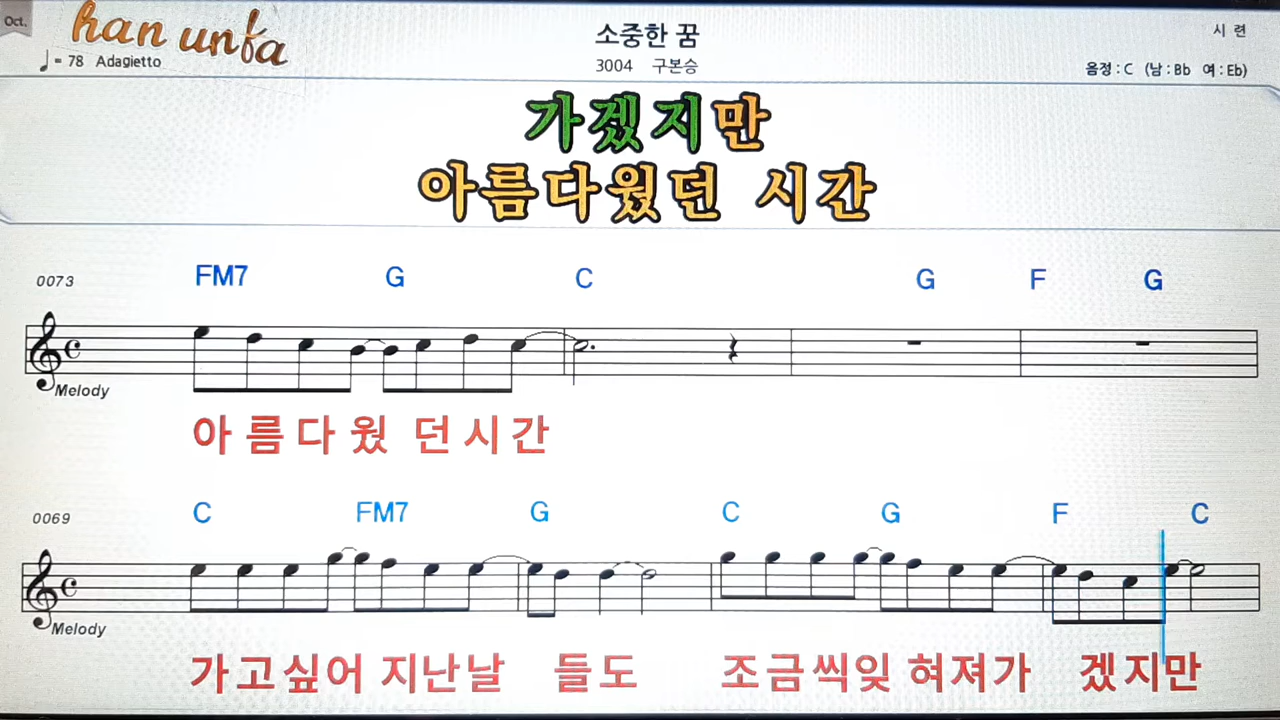 Oct.
han unfa
= 78 Adagietto
소중한 꿈
3004 구본승
시 련
음정 : C (남 : Bb 여 : Eb)
가겠지만
아름다웠던 시간
0073
FM7 G C G F G
Melody
아 름 다 웠 던 시 간
0069
C FM7 G C G F C
Melody
가 고 싶 어 지 난 날 들 도 조 금 씩 잊 혀 져 가 겠 지 만